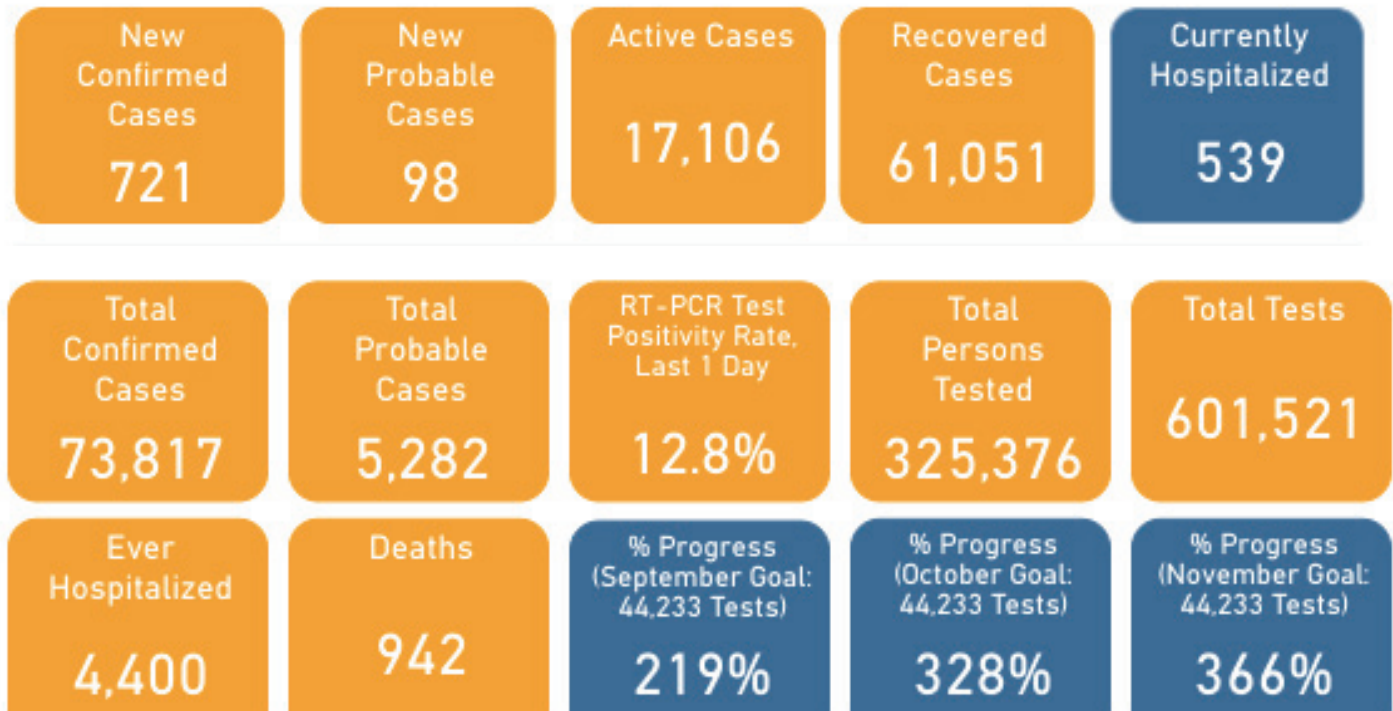 New
Confirmed
Cases
721
New
Probable
Cases
98
Active Cases
17,106
Recovered
Cases
61,051
Currently
Hospitalized
539
Total
Confirmed
Cases
73,817
Total
Probable
Cases
5,282
RT-PCR Test
Positivity Rate,
Last 1 Day
12.8%
Total
Persons
Tested
325,376
Total Tests
601,521
Ever
Hospitalized
4,400
Deaths
942
% Progress
(September Goal:
44,233 Tests)
219%
% Progress
(October Goal:
44,233 Tests)
328%
% Progress
(November Goal:
44,233 Tests)
366%